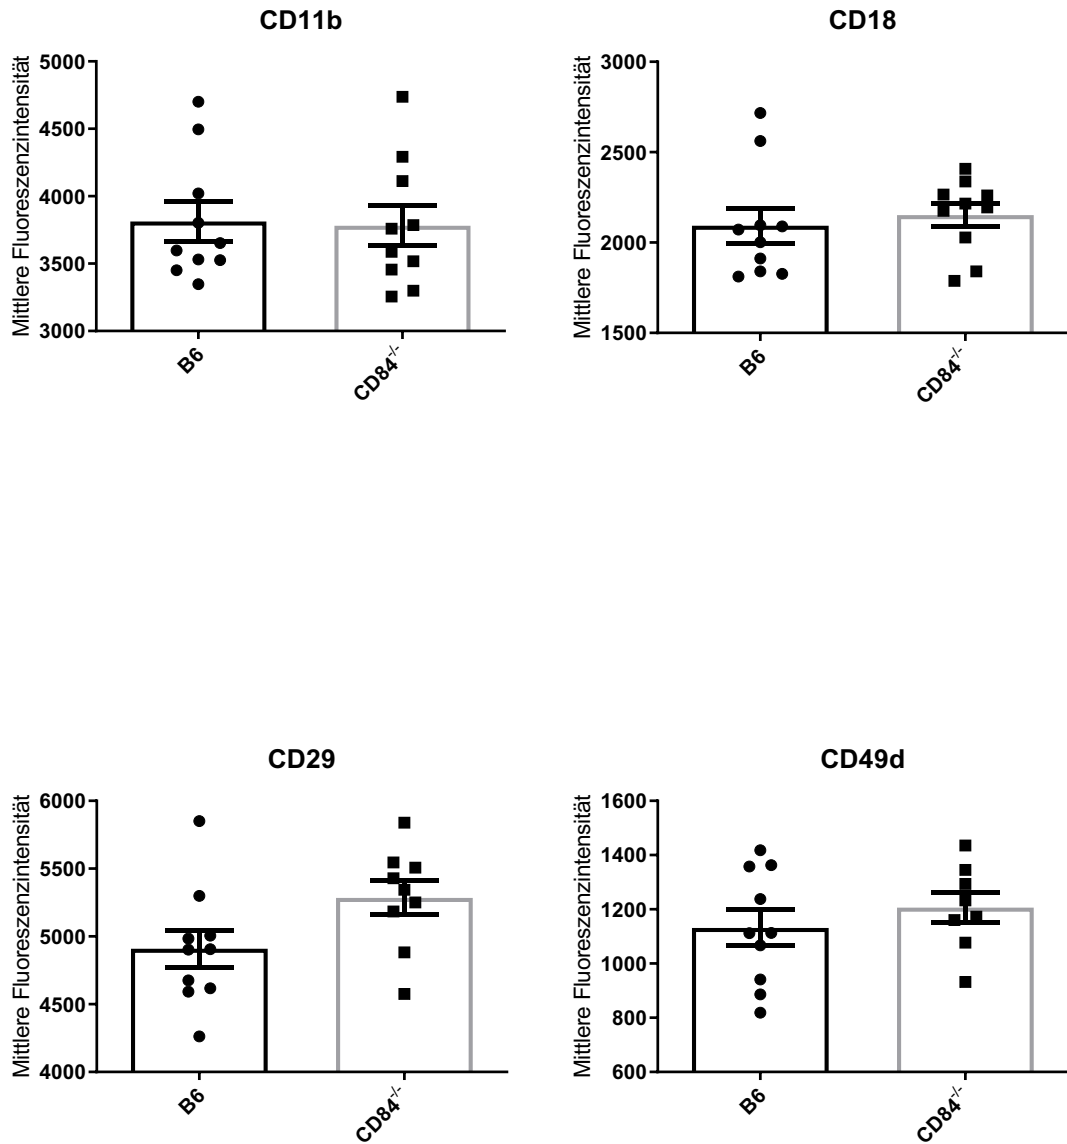 CD11b
Mittlere Fluoreszenzintensität
5000
4500
4000
3500
3000
B6
CD84-/-
CD18
Mittlere Fluoreszenzintensität
3000
2500
2000
1500
B6
CD84-/-
CD29
Mittlere Fluoreszenzintensität
6000
5500
5000
4500
4000
B6
CD84-/-
CD49d
Mittlere Fluoreszenzintensität
1600
1400
1200
1000
800
600
B6
CD84-/-